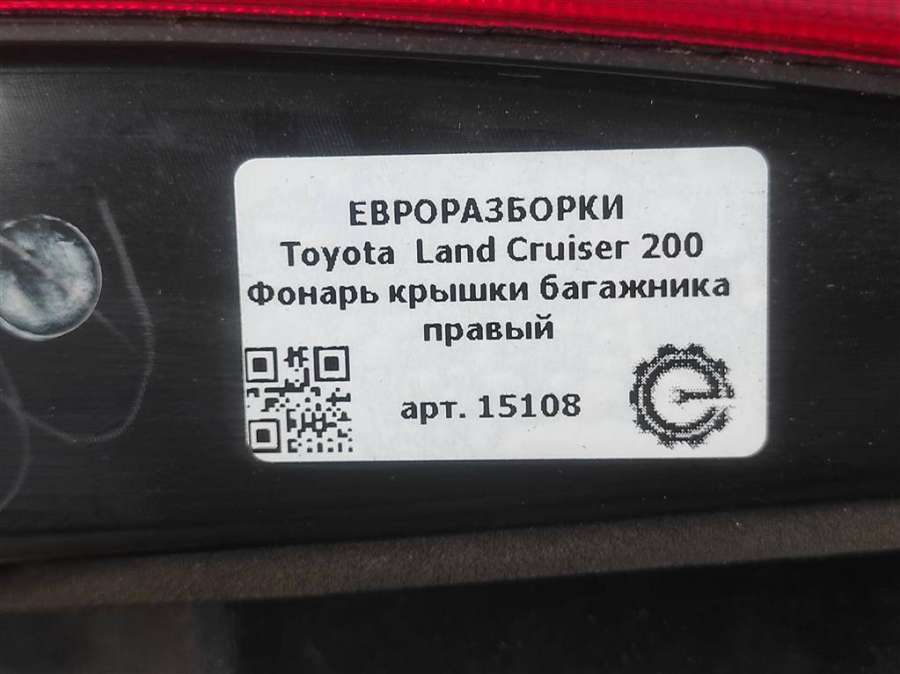 ЕВРОРАЗБОРКИ
Toyota Land Cruiser 200
Фонарь крышки багажника
правый
арт. 15108